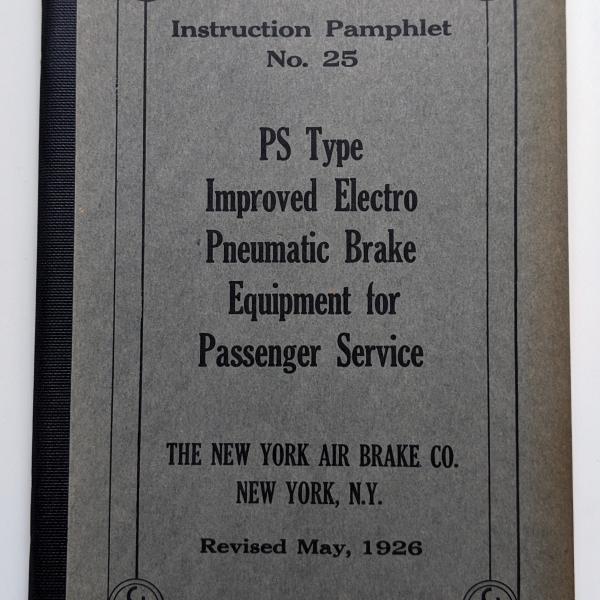 Instruction Pamphlet
No. 25
PS Type
Improved Electro
Pneumatic Brake
Equipment for
Passenger Service
THE NEW YORK AIR BRAKE CO.
NEW YORK, N.Y.
Revised May, 1926